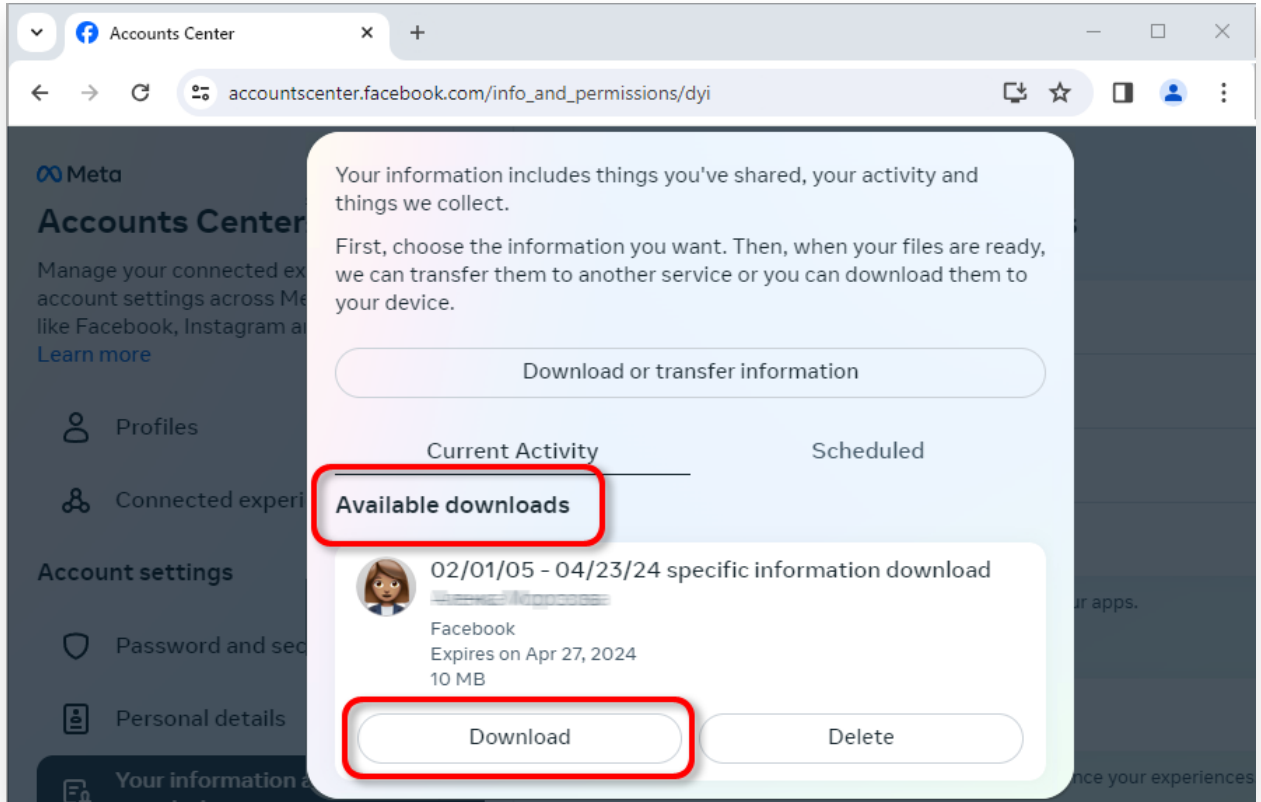 Accounts Center
accountscenter.facebook.com/info_and_permissions/dyi
Meta
Accounts Center
Manage your connected ex
account settings across Me
like Facebook, Instagram a
Learn more
Profiles
Connected experi
Account settings
Password and sec
Personal details
Your information a
Your information includes things you've shared, your activity and
things we collect.
First, choose the information you want. Then, when your files are ready,
we can transfer them to another service or you can download them to
your device.
Download or transfer information
Current Activity
Scheduled
Available downloads
02/01/05 - 04/23/24 specific information download
Facebook
Expires on Apr 27, 2024
10 MB
Download
Delete
ur apps.
nce your experiences